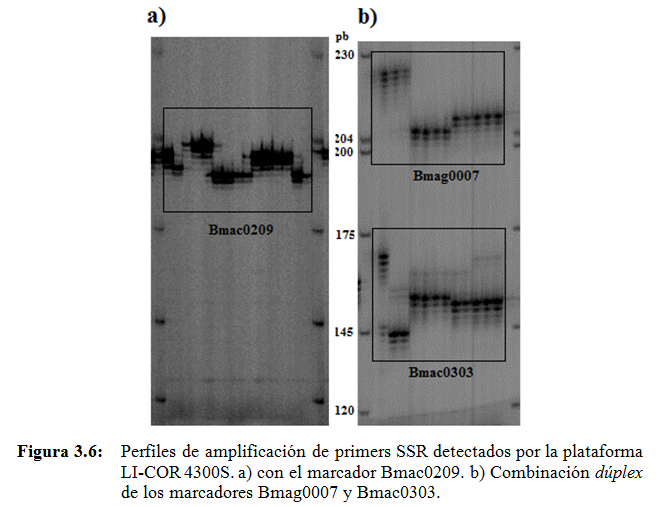 a)
b)
pb
230
204
200
Bmag0007
Bmac0209
175
145
Bmac0303
120
Figura 3.6: Perfiles de amplificación de primers SSR detectados por la plataforma
LI-COR 4300S. a) con el marcador Bmac0209. b) Combinación dúplex
de los marcadores Bmag0007 y Bmac0303.